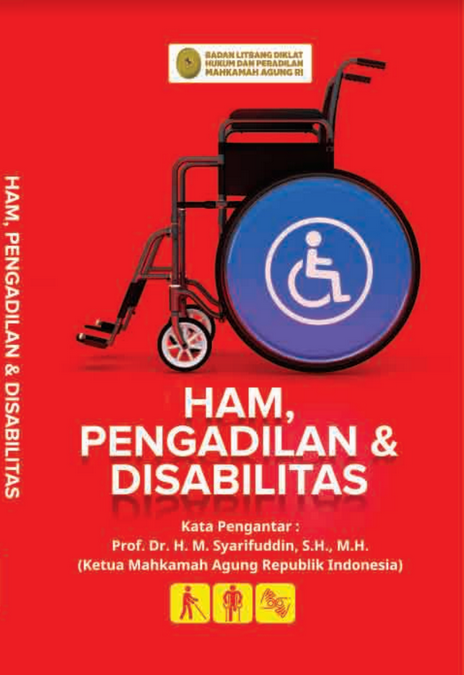 BADAN LITBANG DIKLAT
HUKUM DAN PERADILAN
MAHKAMAH AGUNG RI
HAM, PENGADILAN & DISABILITAS
HAM,
PENGADILAN &
DISABILITAS
Kata Pengantar :
Prof. Dr. H. M. Syarifuddin, S.H., M.H.
(Ketua Mahkamah Agung Republik Indonesia)